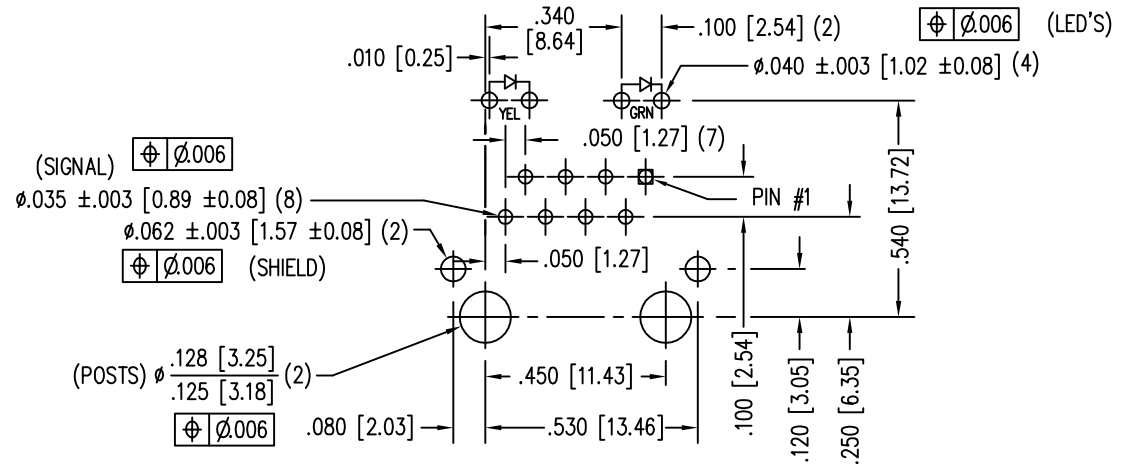 .340
[8.64]
.100 [2.54] (2)
⌖ Ø.006 (LED'S)
.010 [0.25]
ø.040 ±.003 [1.02 ±0.08] (4)
YEL
GRN
.050 [1.27] (7)
(SIGNAL) ⌖ Ø.006
PIN #1
ø.035 ±.003 [0.89 ±0.08] (8)
ø.062 ±.003 [1.57 ±0.08] (2)
⌖ Ø.006 (SHIELD)
.050 [1.27]
.540 [13.72]
(POSTS) ø .128 [3.25]
.125 [3.18] (2)
⌖ Ø.006
.450 [11.43]
.080 [2.03]
.530 [13.46]
.100 [2.54]
.120 [3.05]
.250 [6.35]